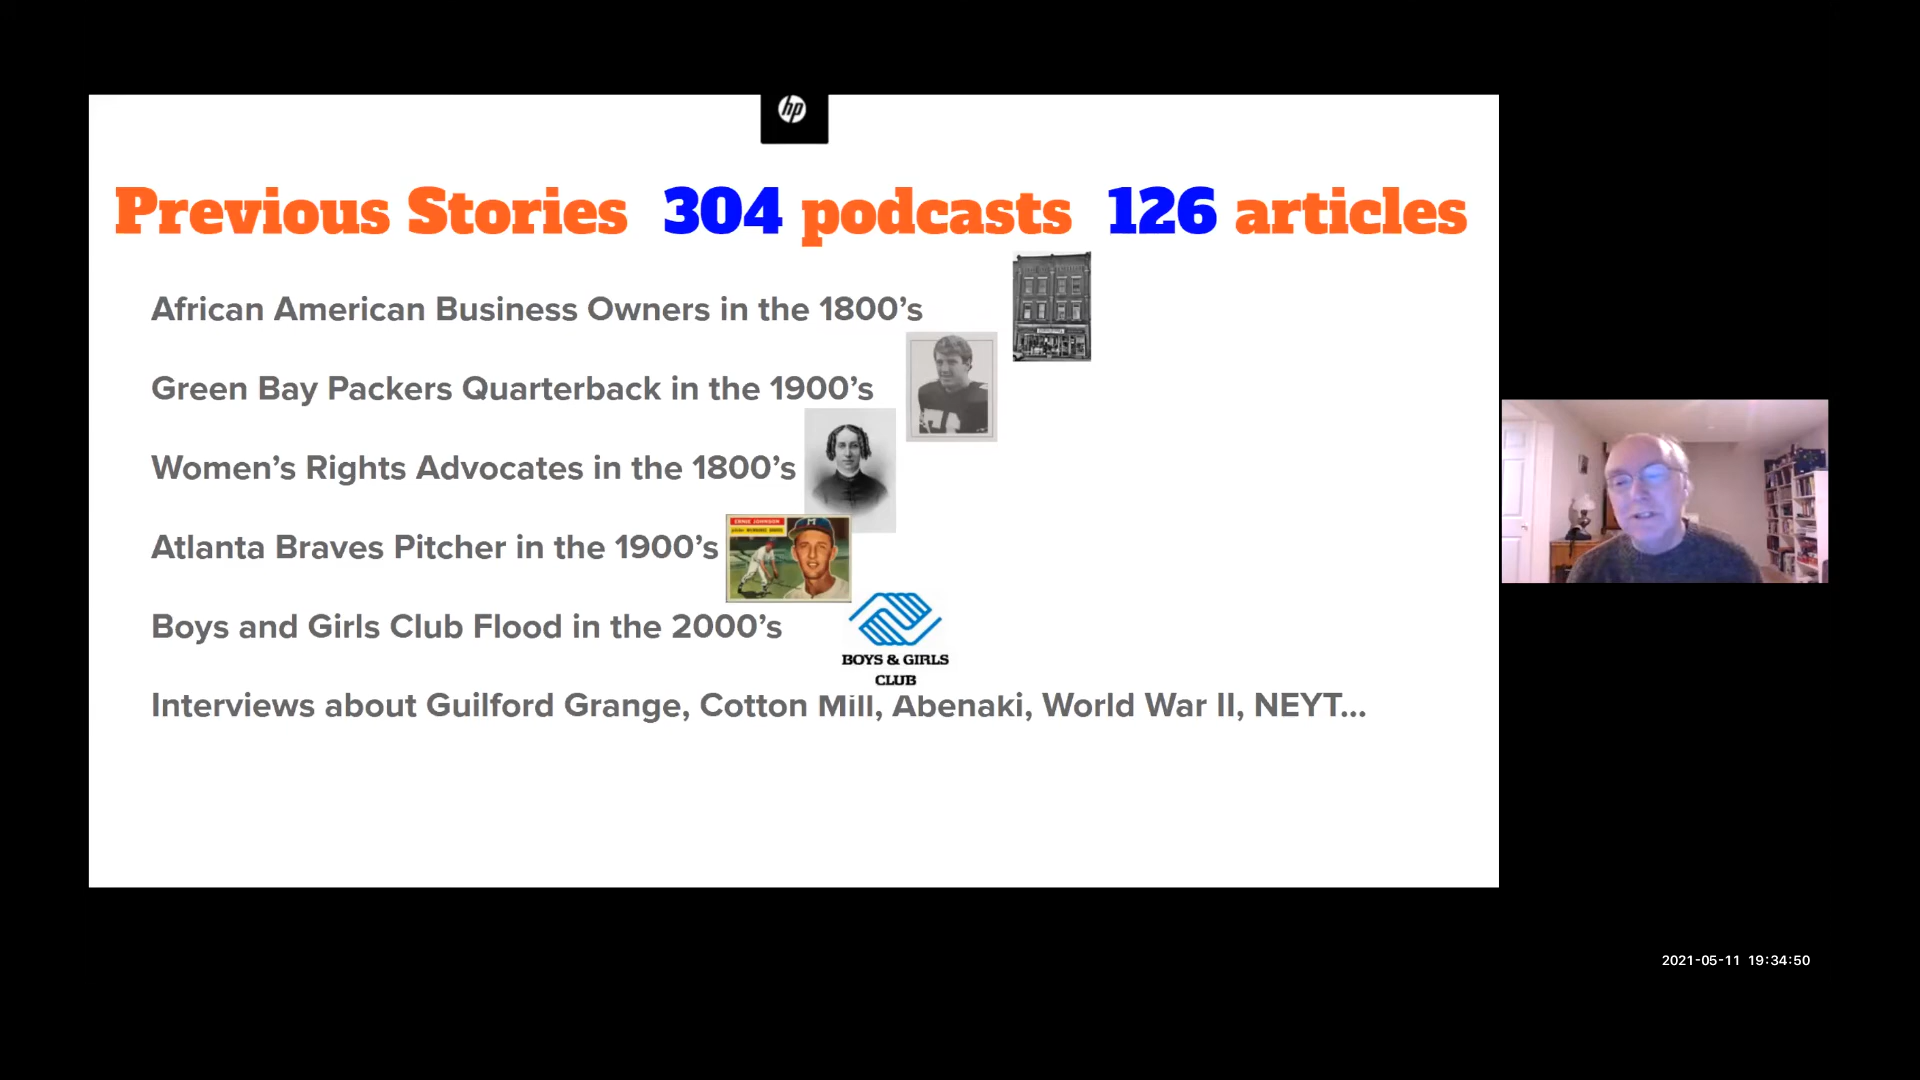 hp
Previous Stories 304 podcasts 126 articles
African American Business Owners in the 1800’s
Green Bay Packers Quarterback in the 1900’s
Women’s Rights Advocates in the 1800’s
ERNIE JOHNSON
M
Atlanta Braves Pitcher in the 1900’s
Boys and Girls Club Flood in the 2000’s
BOYS & GIRLS
CLUB
Interviews about Guilford Grange, Cotton Mill, Abenaki, World War II, NEYT...
2021-05-11 19:34:50